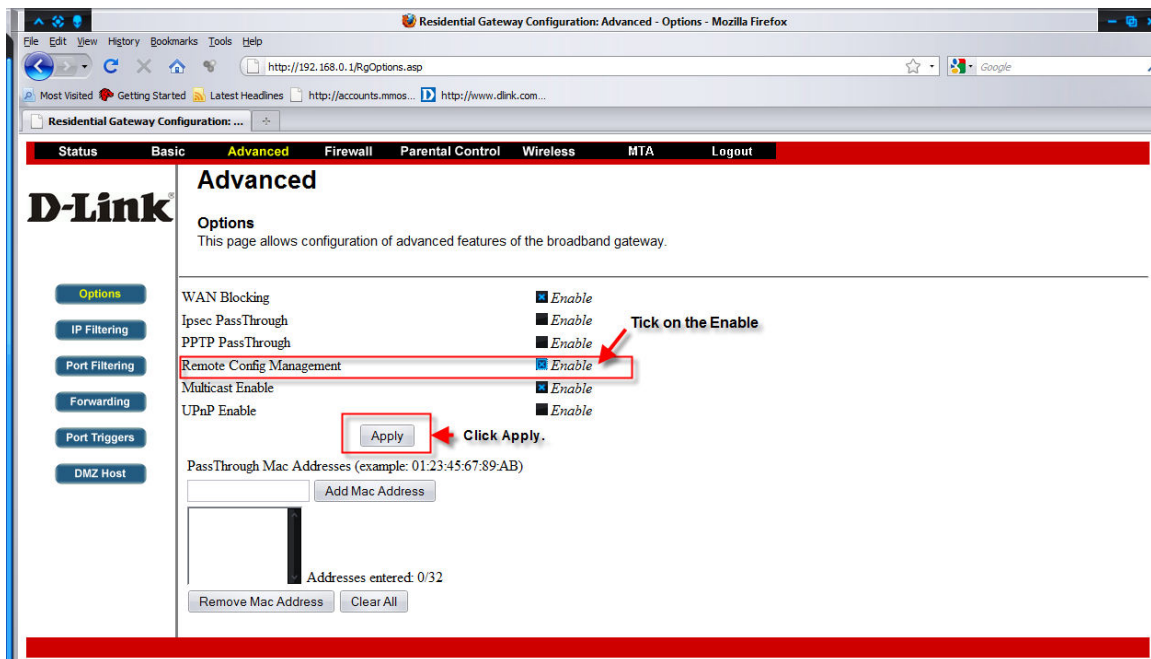 Residential Gateway Configuration: Advanced - Options - Mozilla Firefox
File Edit View History Bookmarks Tools Help
http://192.168.0.1/RgOptions.asp
Google
Most Visited Getting Started Latest Headlines http://accounts.mmos... http://www.dlink.com...
Residential Gateway Configuration: ...
Status Basic Advanced Firewall Parental Control Wireless MTA Logout
D-Link®
Advanced
Options
This page allows configuration of advanced features of the broadband gateway.
Options
IP Filtering
Port Filtering
Forwarding
Port Triggers
DMZ Host
WAN Blocking Enable
Ipsec PassThrough Enable
PPTP PassThrough Enable
Remote Config Management Enable
Multicast Enable Enable
UPnP Enable Enable
Tick on the Enable
Apply
Click Apply.
PassThrough Mac Addresses (example: 01:23:45:67:89:AB)
Add Mac Address
Addresses entered: 0/32
Remove Mac Address Clear All